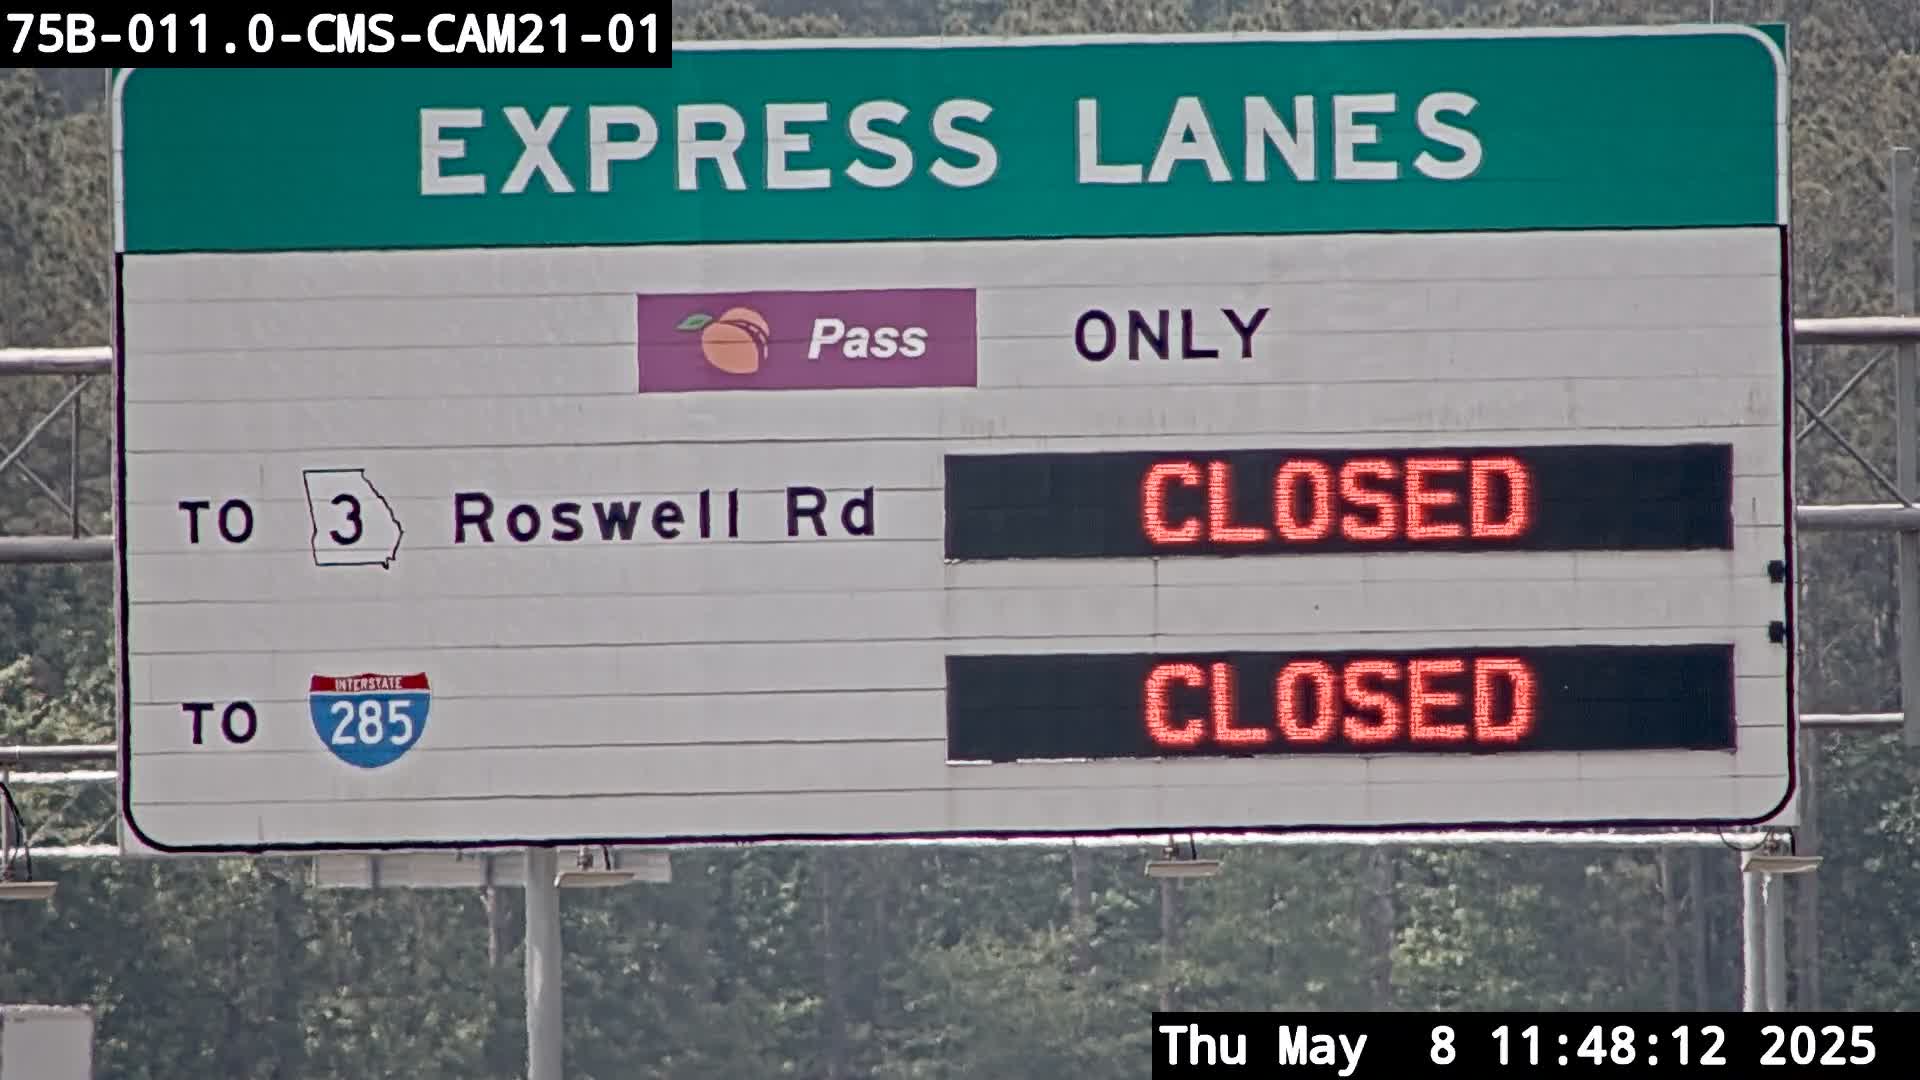 75B-011.0-CMS-CAM21-01
EXPRESS LANES
Pass ONLY
TO 3 Roswell Rd CLOSED
INTERSTATE
TO 285 CLOSED
Thu May 8 11:48:12 2025